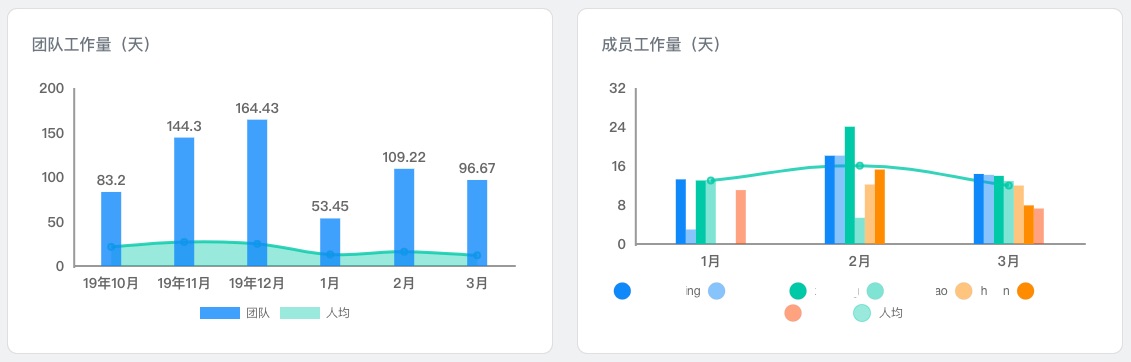 团队工作量（天）
200
150
100
50
0
83.2
144.3
164.43
53.45
109.22
96.67
19年10月 19年11月 19年12月 1月 2月 3月
团队 人均
成员工作量（天）
32
24
16
8
0
1月 2月 3月
ing ao h n
人均